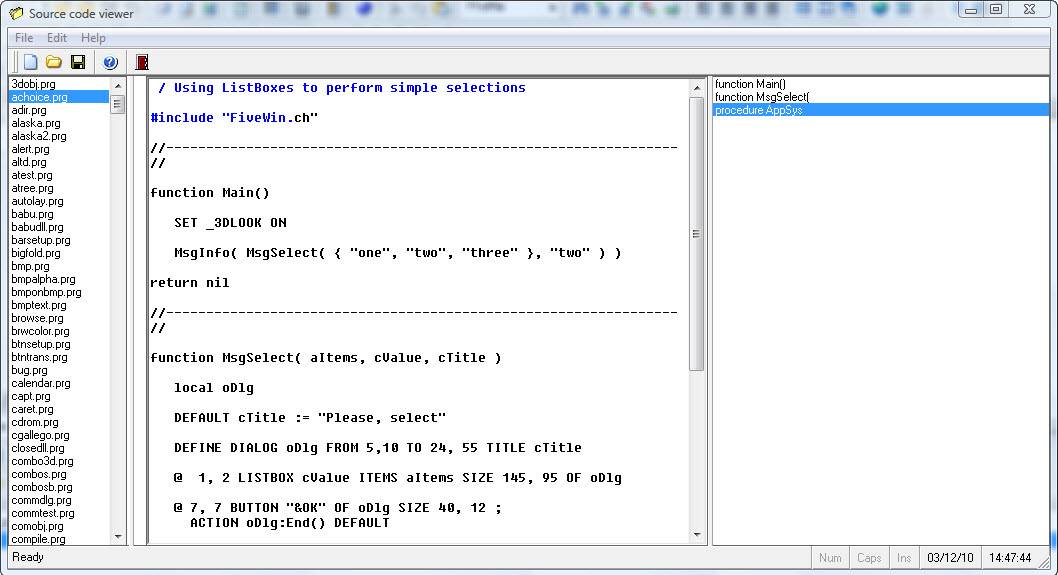 Source code viewer
File Edit Help
3dobj.prg
achoice.prg
adir.prg
alaska.prg
alaska2.prg
alert.prg
altd.prg
atest.prg
atree.prg
autolay.prg
babu.prg
babudll.prg
barsetup.prg
bigfold.prg
bmp.prg
bmpalpha.prg
bmponbmp.prg
bmptext.prg
browse.prg
brwcolor.prg
btnsetup.prg
btntrans.prg
bug.prg
calendar.prg
capt.prg
caret.prg
cdrom.prg
cgallego.prg
closedll.prg
combo3d.prg
combos.prg
combosb.prg
commdlg.prg
commtest.prg
comobj.prg
compile.prg
/ Using ListBoxes to perform simple selections
#include "FiveWin.ch"
//----------------------------------------------------------------
//
function Main()
SET _3DLOOK ON
MsgInfo( MsgSelect( { "one", "two", "three" }, "two" ) )
return nil
//----------------------------------------------------------------
//
function MsgSelect( aItems, cValue, cTitle )
local oDlg
DEFAULT cTitle := "Please, select"
DEFINE DIALOG oDlg FROM 5,10 TO 24, 55 TITLE cTitle
@  1, 2 LISTBOX cValue ITEMS aItems SIZE 145, 95 OF oDlg
@ 7, 7 BUTTON "&OK" OF oDlg SIZE 40, 12 ;
ACTION oDlg:End() DEFAULT
function Main()
function MsgSelect(
procedure AppSys
Ready Num Caps Ins 03/12/10 14:47:44